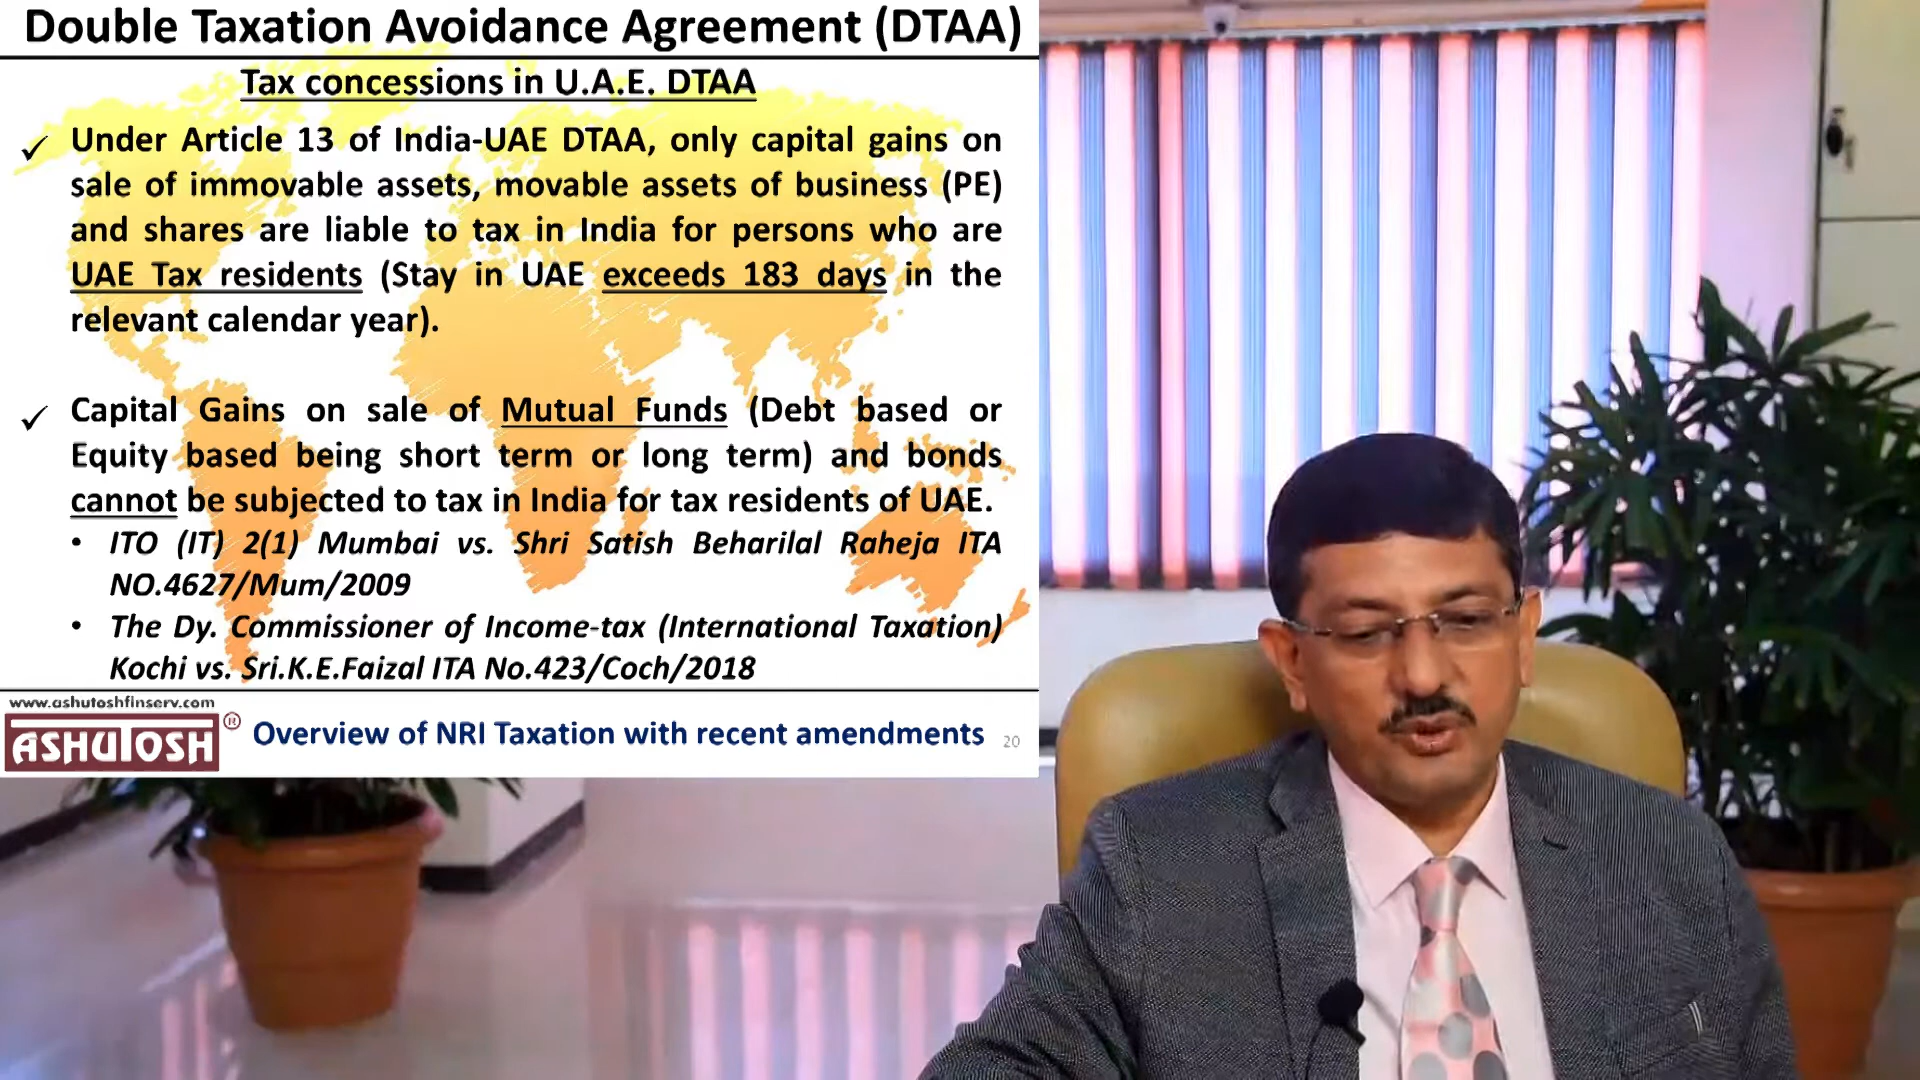 Double Taxation Avoidance Agreement (DTAA)
Tax concessions in U.A.E. DTAA
✓ Under Article 13 of India-UAE DTAA, only capital gains on
sale of immovable assets, movable assets of business (PE)
and shares are liable to tax in India for persons who are
UAE Tax residents (Stay in UAE exceeds 183 days in the
relevant calendar year).
✓ Capital Gains on sale of Mutual Funds (Debt based or
Equity based being short term or long term) and bonds
cannot be subjected to tax in India for tax residents of UAE.
• ITO (IT) 2(1) Mumbai vs. Shri Satish Beharilal Raheja ITA
NO.4627/Mum/2009
• The Dy. Commissioner of Income-tax (International Taxation)
Kochi vs. Sri.K.E.Faizal ITA No.423/Coch/2018
www.ashutoshfinserv.com
ASHUTOSH®
Overview of NRI Taxation with recent amendments 20